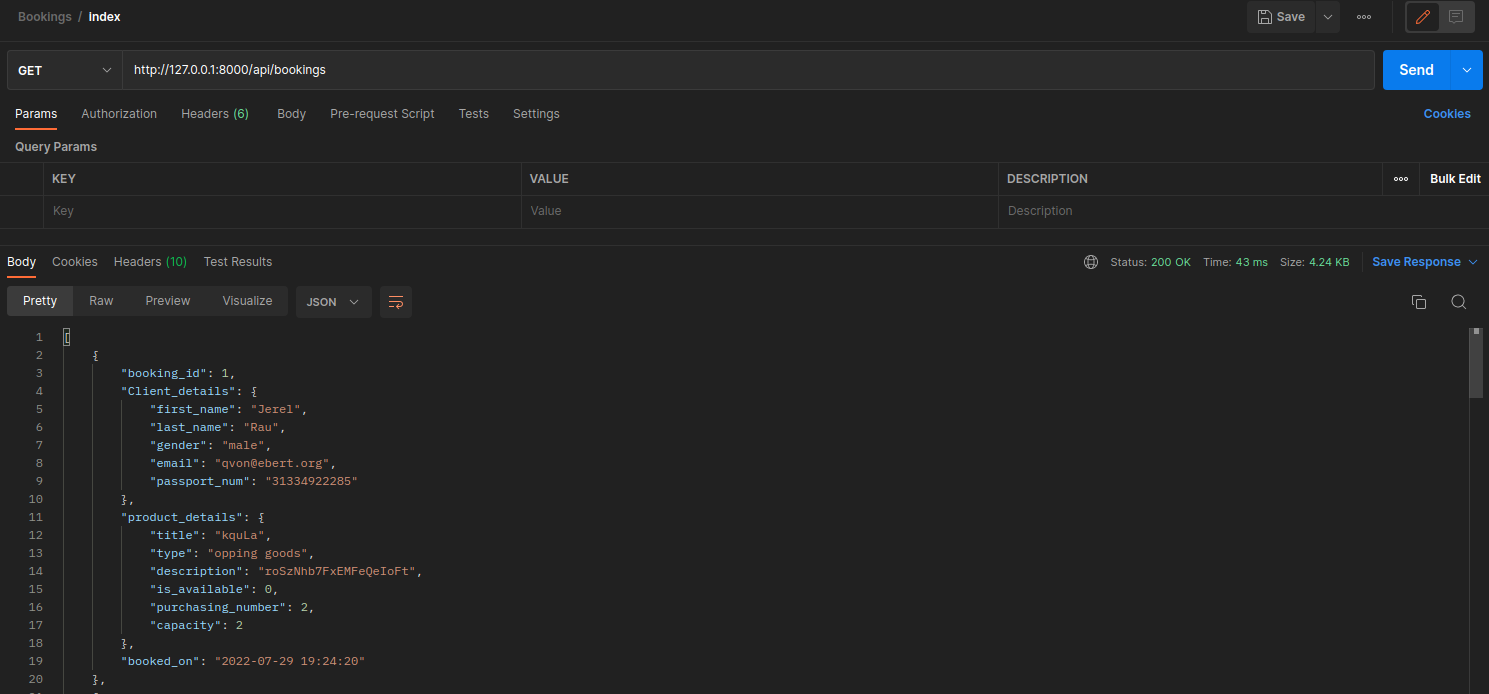 Bookings / Index
Save
GET http://127.0.0.1:8000/api/bookings Send
Params Authorization Headers (6) Body Pre-request Script Tests Settings Cookies
Query Params
KEY VALUE DESCRIPTION Bulk Edit
Key Value Description
Body Cookies Headers (10) Test Results Status: 200 OK Time: 43 ms Size: 4.24 KB Save Response
Pretty Raw Preview Visualize JSON
1 [
2 {
3 "booking_id": 1,
4 "Client_details": {
5 "first_name": "Jerel",
6 "last_name": "Rau",
7 "gender": "male",
8 "email": "qvon@ebert.org",
9 "passport_num": "31334922285"
10 },
11 "product_details": {
12 "title": "kquLa",
13 "type": "opping goods",
14 "description": "roSzNhb7FxEMFeQeIoFt",
15 "is_available": 0,
16 "purchasing_number": 2,
17 "capacity": 2
18 },
19 "booked_on": "2022-07-29 19:24:20"
20 },